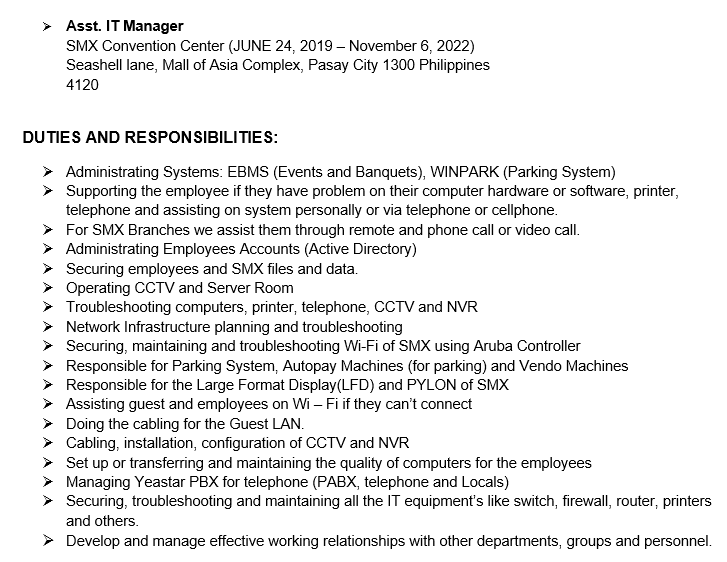 ➢ Asst. IT Manager
SMX Convention Center (JUNE 24, 2019 – November 6, 2022)
Seashell lane, Mall of Asia Complex, Pasay City 1300 Philippines
4120
DUTIES AND RESPONSIBILITIES:
➢ Administrating Systems: EBMS (Events and Banquets), WINPARK (Parking System)
➢ Supporting the employee if they have problem on their computer hardware or software, printer,
telephone and assisting on system personally or via telephone or cellphone.
➢ For SMX Branches we assist them through remote and phone call or video call.
➢ Administrating Employees Accounts (Active Directory)
➢ Securing employees and SMX files and data.
➢ Operating CCTV and Server Room
➢ Troubleshooting computers, printer, telephone, CCTV and NVR
➢ Network Infrastructure planning and troubleshooting
➢ Securing, maintaining and troubleshooting Wi-Fi of SMX using Aruba Controller
➢ Responsible for Parking System, Autopay Machines (for parking) and Vendo Machines
➢ Responsible for the Large Format Display(LFD) and PYLON of SMX
➢ Assisting guest and employees on Wi – Fi if they can’t connect
➢ Doing the cabling for the Guest LAN.
➢ Cabling, installation, configuration of CCTV and NVR
➢ Set up or transferring and maintaining the quality of computers for the employees
➢ Managing Yeastar PBX for telephone (PABX, telephone and Locals)
➢ Securing, troubleshooting and maintaining all the IT equipment’s like switch, firewall, router, printers
and others.
➢ Develop and manage effective working relationships with other departments, groups and personnel.